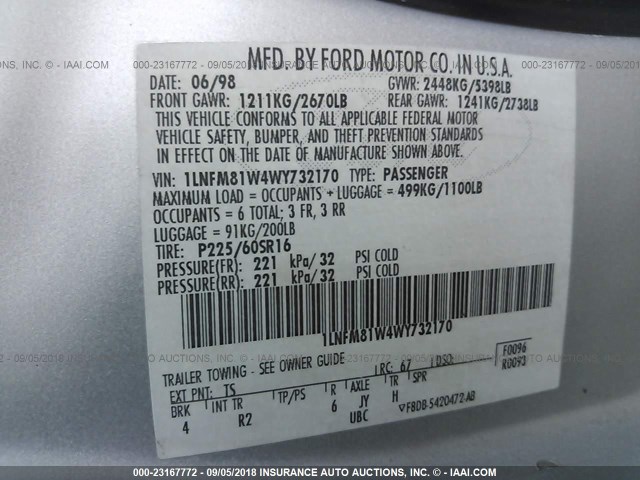 MFD. BY FORD MOTOR CO. IN U.S.A.
DATE: 06/98 GVWR: 2448KG/5398LB
FRONT GAWR: 1211KG/2670LB REAR GAWR: 1241KG/2738LB
THIS VEHICLE CONFORMS TO ALL APPLICABLE FEDERAL MOTOR
VEHICLE SAFETY, BUMPER, AND THEFT PREVENTION STANDARDS
IN EFFECT ON THE DATE OF MANUFACTURE SHOWN ABOVE.
VIN: 1LNFM81W4WY732170 TYPE: PASSENGER
MAXIMUM LOAD = OCCUPANTS + LUGGAGE = 499KG/1100LB
OCCUPANTS = 6 TOTAL; 3 FR, 3 RR
LUGGAGE = 91KG/200LB
TIRE: P225/60SR16
PRESSURE(FR): 221 kPa/32 PSI COLD
PRESSURE(RR): 221 kPa/32 PSI COLD
1LNFM81W4WY732170
F0096
TRAILER TOWING - SEE OWNER GUIDE RC: 67 DSO: R0093
EXT PNT: TS
BRK INT TR TP/PS R AXLE TR SPR
4 R2 6 JY H
UBC ▽F8DB-5420472-AB
000-23167772 - 09/05/2018 INSURANCE AUTO AUCTIONS, INC. - © IAAI.COM